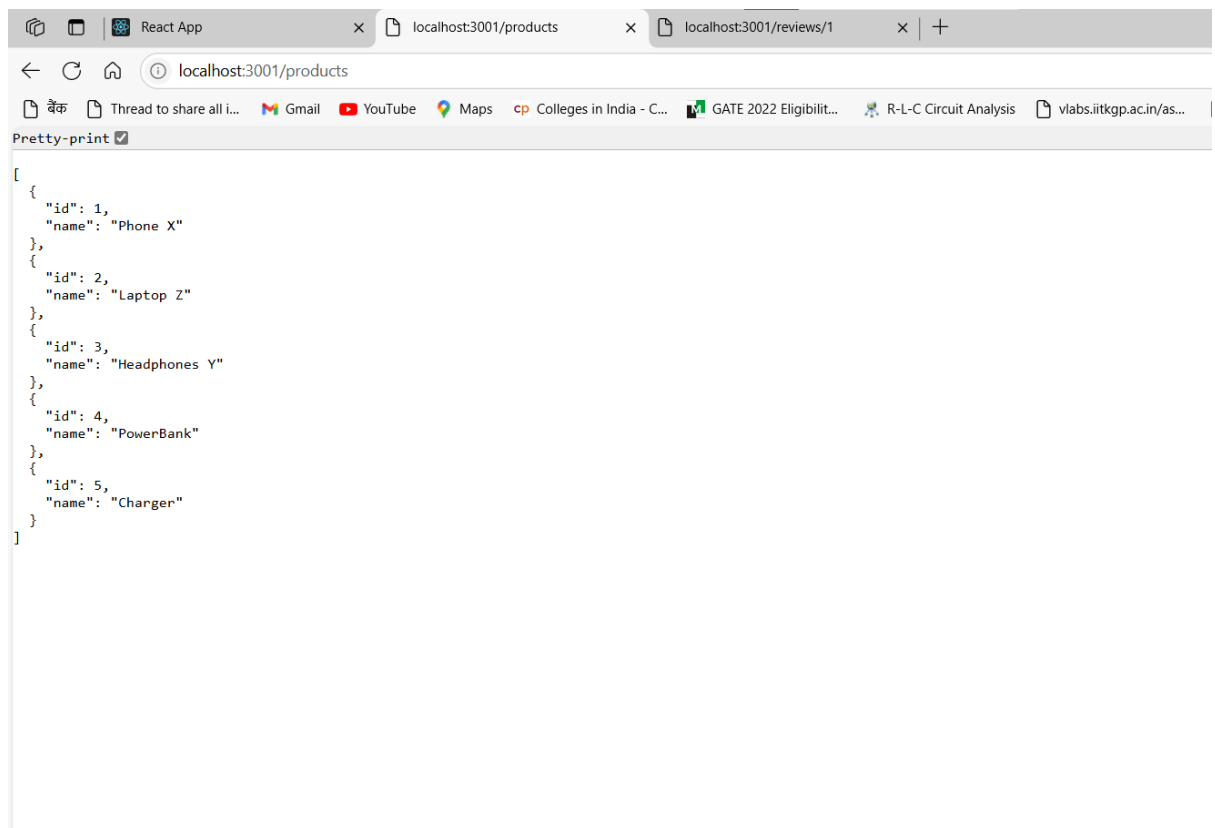 React App
localhost:3001/products
localhost:3001/reviews/1
localhost:3001/products
बैंक
Thread to share all i...
Gmail
YouTube
Maps
cp Colleges in India - C...
GATE 2022 Eligibilit...
R-L-C Circuit Analysis
vlabs.iitkgp.ac.in/as...
Pretty-print
[
  {
    "id": 1,
    "name": "Phone X"
  },
  {
    "id": 2,
    "name": "Laptop Z"
  },
  {
    "id": 3,
    "name": "Headphones Y"
  },
  {
    "id": 4,
    "name": "PowerBank"
  },
  {
    "id": 5,
    "name": "Charger"
  }
]